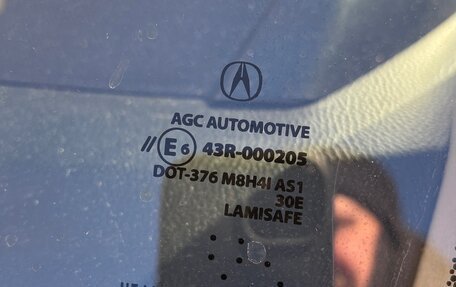 AGC AUTOMOTIVE
// E6 43R-000205
DOT-376 M8H4I AS1
30E
LAMISAFE